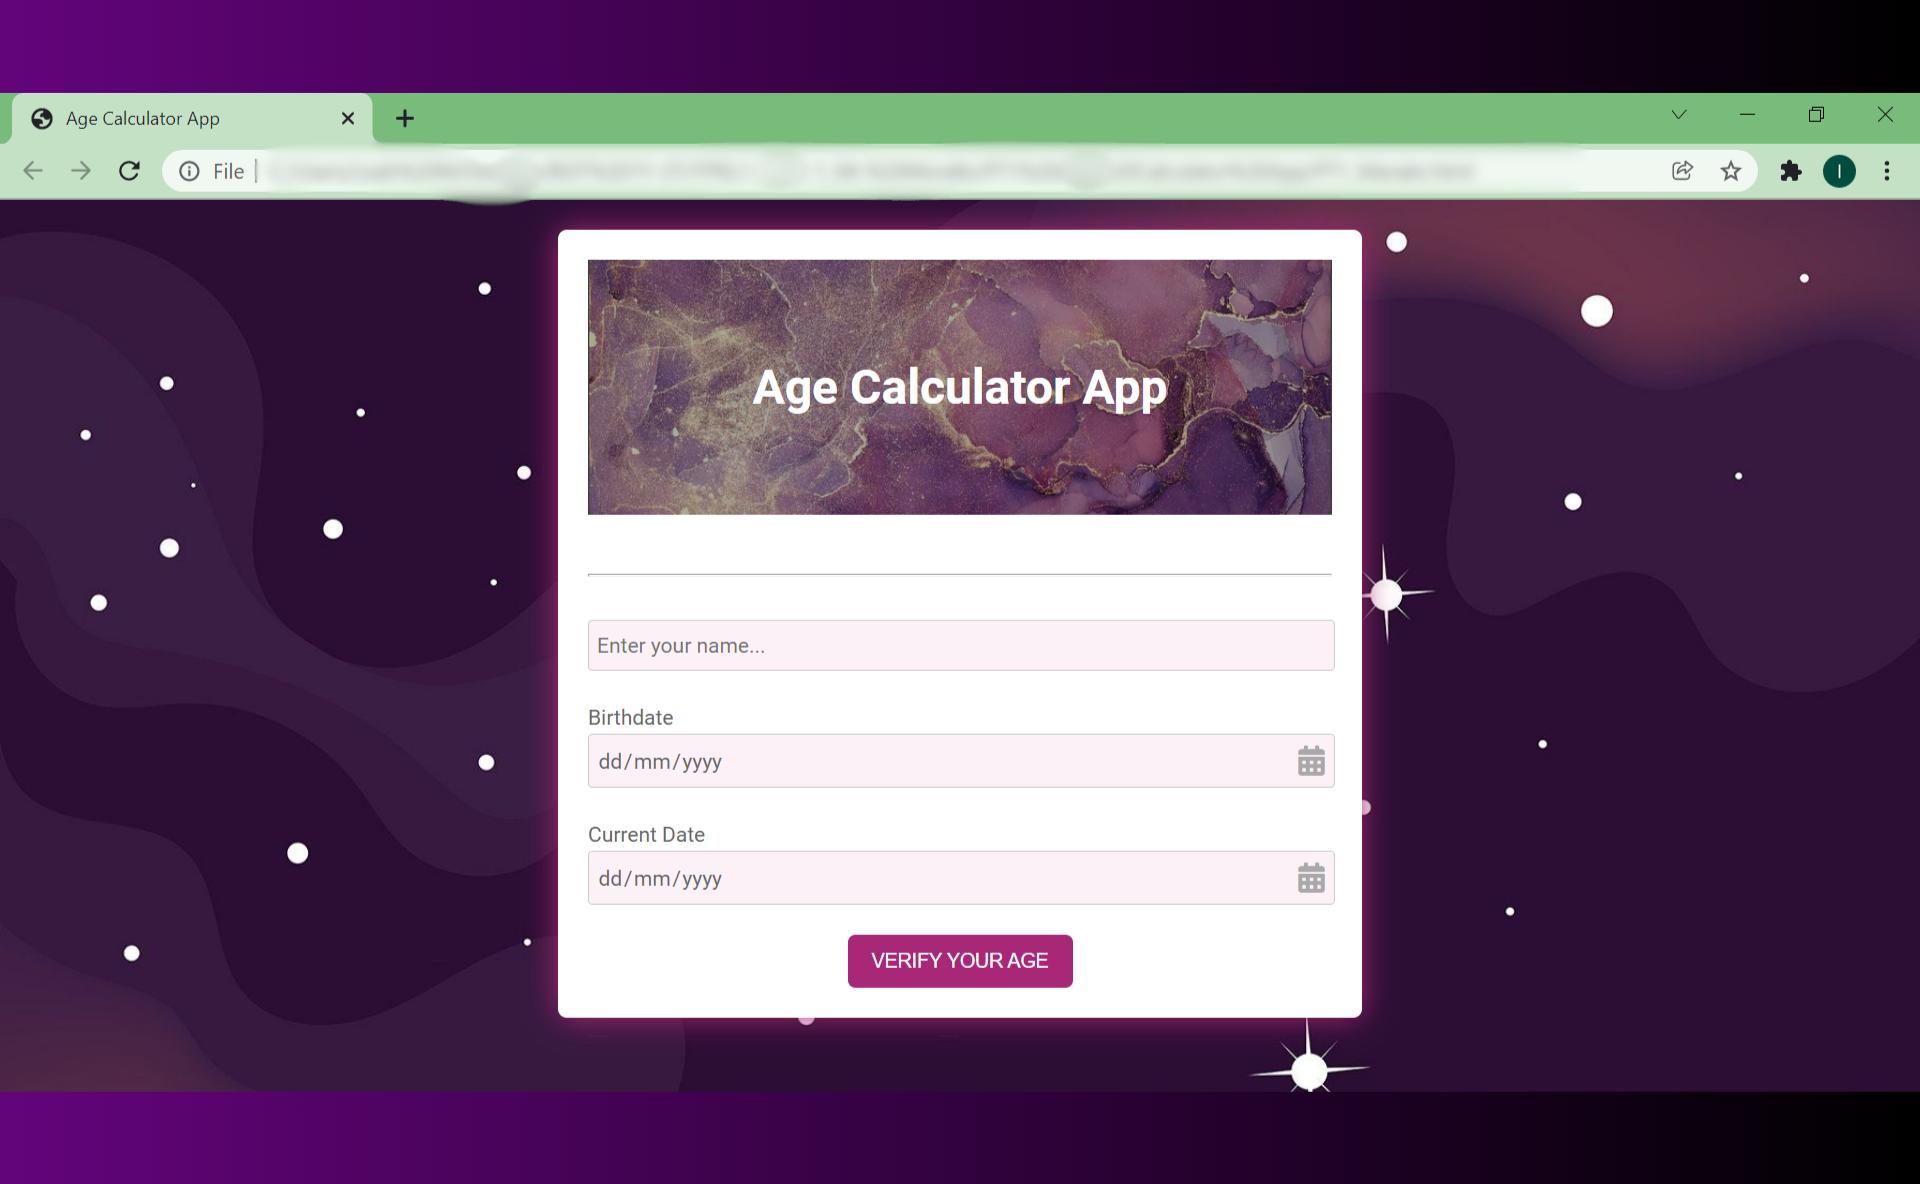 Age Calculator App
File
I
Age Calculator App
Enter your name...
Birthdate
dd/mm/yyyy
Current Date
dd/mm/yyyy
VERIFY YOUR AGE